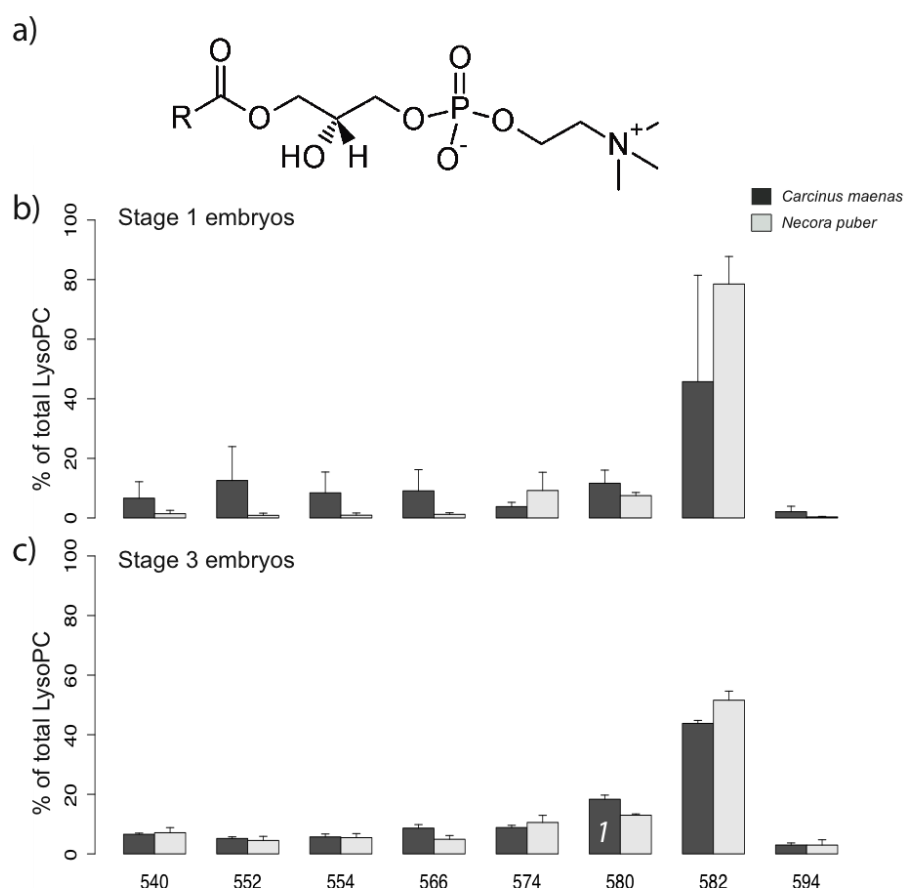 a)
O
R
O
HO
H
O
P
O
O-
O
N+
b)
Stage 1 embryos
Carcinus maenas
Necora puber
% of total LysoPC
100
80
60
40
20
0
c)
Stage 3 embryos
% of total LysoPC
100
80
60
40
20
0
1
540 552 554 566 574 580 582 594